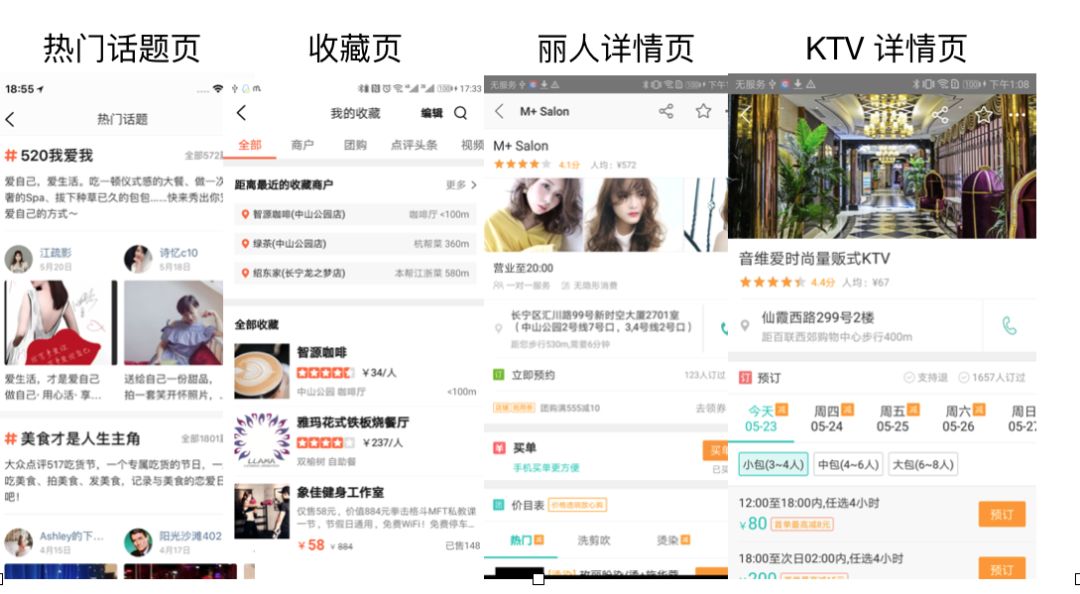 热门话题页
收藏页
丽人详情页
KTV 详情页
18:55
热门话题
520我爱我
全部572
爱自己，爱生活。吃一顿仪式感的大餐、做一次
奢的Spa、拔下种草已久的包包......快来秀出你
爱自己的方式～
江疏影
5月20日
诗忆c10
5月18日
爱生活，才是爱自己
做自己· 用心活· 享...
送给自己一份甜品，
拍一套笑开怀照片，.
美食才是人生主角
全部1801
大众点评517吃货节，一个专属吃货的节日，一
吃美食、拍美食、发美食，记录与美食的恋爱日
吧！
Ashley的下...
4月15日
阳光沙滩402
4月17日
17:33
我的收藏
编辑
全部
商户
团购
点评头条
视频
距离最近的收藏商户
更多
智源咖啡(中山公园店)
咖啡厅 <100m
绿茶(中山公园店)
杭帮菜 360m
绍东家(长宁龙之梦店)
本帮江浙菜 580m
全部收藏
智源咖啡
￥34/人
中山公园 咖啡厅
<100m
雅玛花式铁板烧餐厅
￥237/人
双榆树 自助餐
LLAMA
象佳健身工作室
仅售58元，价值884元拳击格斗MFT私教课
一节，节假日通用，免费WiFi！免费停车...
￥58
￥884
已售148
无服务
下午
M+ Salon
M+ Salon
4.1分
人均：¥572
营业至20:00
一对一服务
无隐形消费
长宁区汇川路99号新时空大厦2701室
（中山公园2号线7号口，3,4号线2号口）
距您步行530m,需要6分钟
订
立即预约
123人订过
团购满555减10
去领券
买单
手机买单更方便
买单
已买
价目表
价格透明放心购
热门
减
洗剪吹
烫染
减
无服务
下午1:08
音维爱时尚量贩式KTV
4.4分
人均：¥67
仙霞西路299号2楼
距百联西郊购物中心步行400m
订
预订
支持退
1657人订过
今天
减
05-23
周四
减
05-24
周五
减
05-25
周六
减
05-26
周日
05-27
小包(3~4人)
中包(4~6人)
大包(6~8人)
12:00至18:00内,任选4小时
¥80
首单最高减8元
预订
18:00至次日02:00内,任选4小时
预订